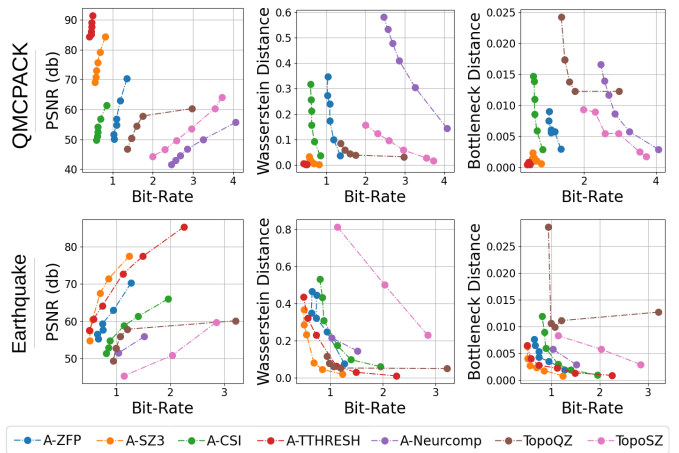 QMCPACK
PSNR (db)
90
80
70
60
50
40
1 2 3 4
Bit-Rate
Wasserstein Distance
0.6
0.5
0.4
0.3
0.2
0.1
0.0
1 2 3 4
Bit-Rate
Bottleneck Distance
0.025
0.020
0.015
0.010
0.005
0.000
2 4
Bit-Rate
Earthquake
PSNR (db)
80
70
60
50
1 2 3
Bit-Rate
Wasserstein Distance
0.8
0.6
0.4
0.2
0.0
1 2 3
Bit-Rate
Bottleneck Distance
0.025
0.020
0.015
0.010
0.005
0.000
1 2 3
Bit-Rate
A-ZFP A-SZ3 A-CSI A-TTHRESH A-Neurcomp TopoQZ TopoSZ